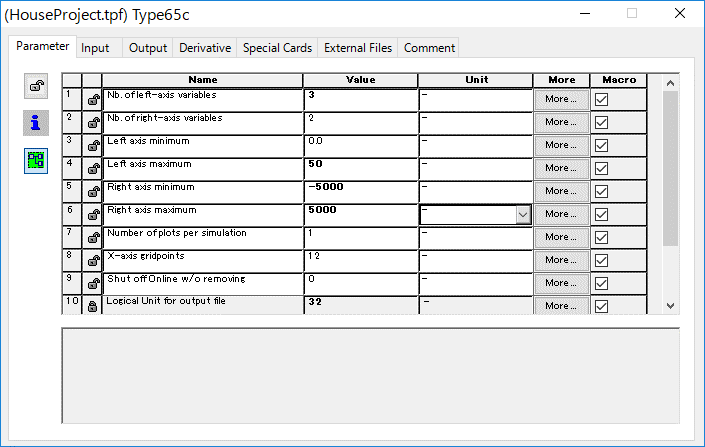 (HouseProject.tpf) Type65c
Parameter Input Output Derivative Special Cards External Files Comment
Name Value Unit More Macro
1 Nb. of left-axis variables 3 - More...
2 Nb. of right-axis variables 2 - More...
3 Left axis minimum 0.0 - More...
4 Left axis maximum 50 - More...
5 Right axis minimum -5000 - More...
6 Right axis maximum 5000 - More...
7 Number of plots per simulation 1 - More...
8 X-axis gridpoints 12 - More...
9 Shut off Online w/o removing 0 - More...
10 Logical Unit for output file 32 - More...